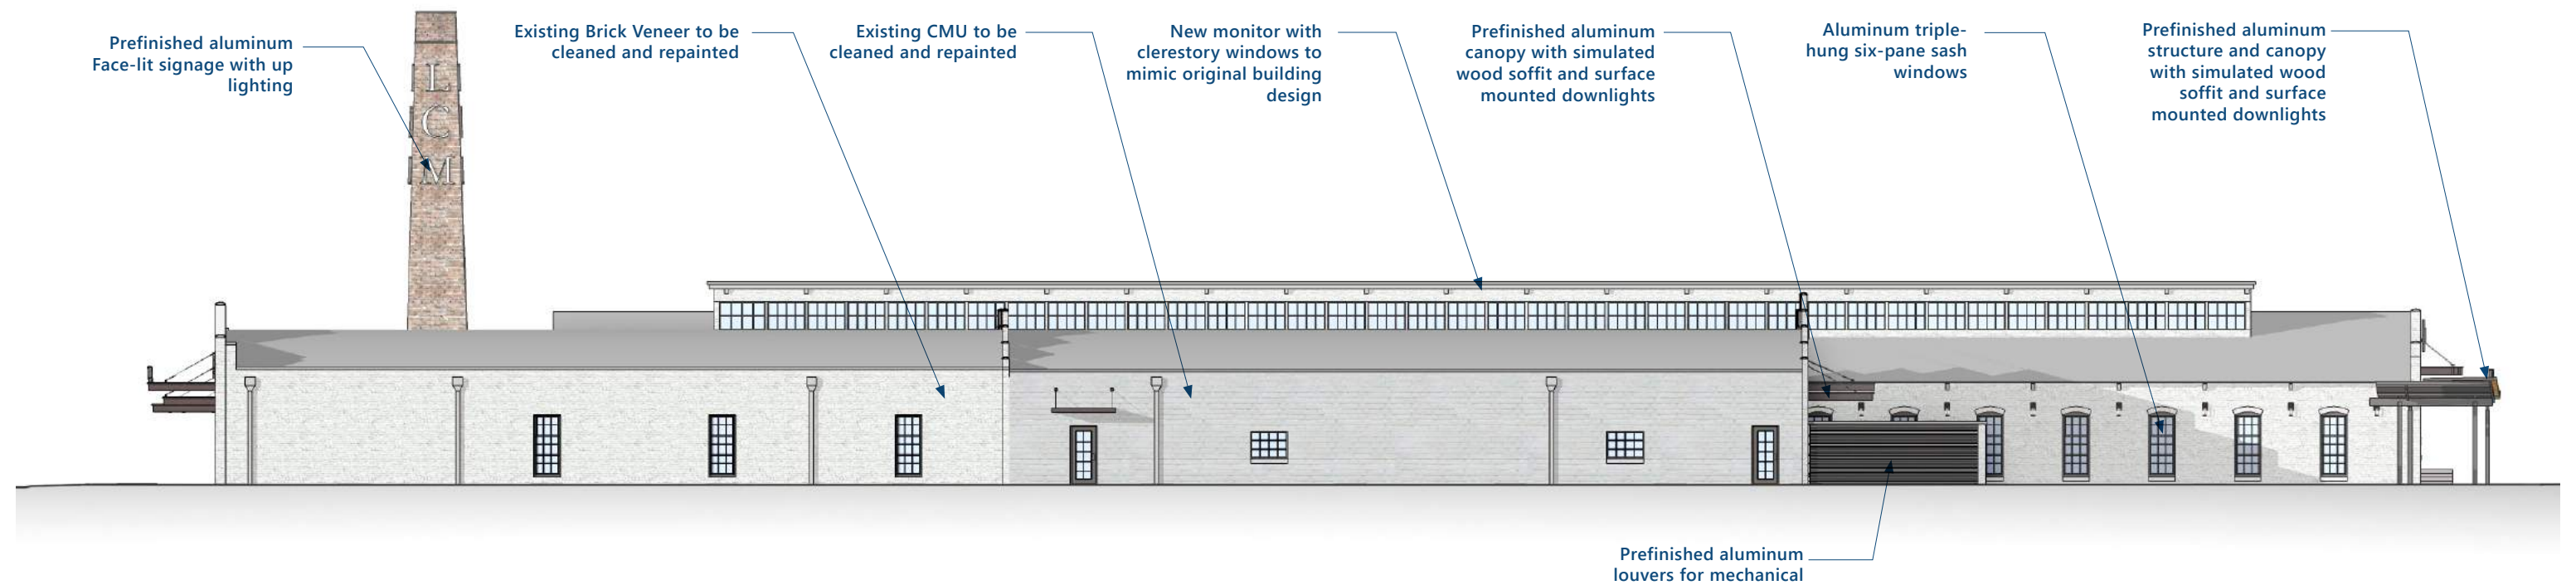 Prefinished aluminum
Face-lit signage with up
lighting
Existing Brick Veneer to be
cleaned and repainted
Existing CMU to be
cleaned and repainted
New monitor with
clerestory windows to
mimic original building
design
Prefinished aluminum
canopy with simulated
wood soffit and surface
mounted downlights
Aluminum triple-
hung six-pane sash
windows
Prefinished aluminum
structure and canopy
with simulated wood
soffit and surface
mounted downlights
L
C
M
Prefinished aluminum
louvers for mechanical